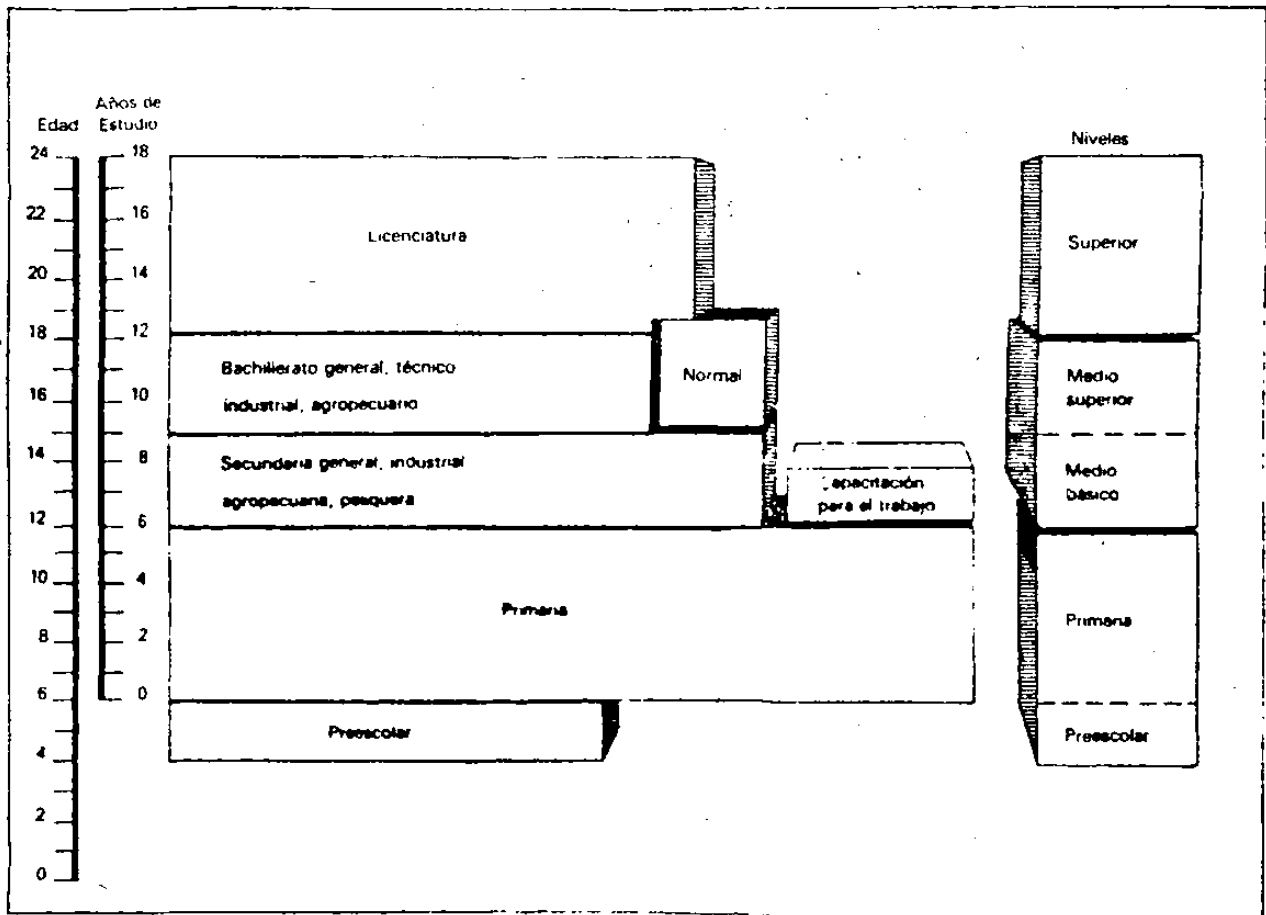 Años de
Edad Estudio
Niveles
24 18
22 16
Licenciatura
Superior
20 14
18 12
Bachillerato general, técnico
industrial, agropecuario
Normal
Medio
superior
16 10
14 8
Secundaria general, industrial
agropecuaria, pesquera
Capacitación
para el trabajo
Medio
básico
12 6
10 4
Primaria
Primaria
8 2
6 0
Preescolar
Preescolar
4
2
0